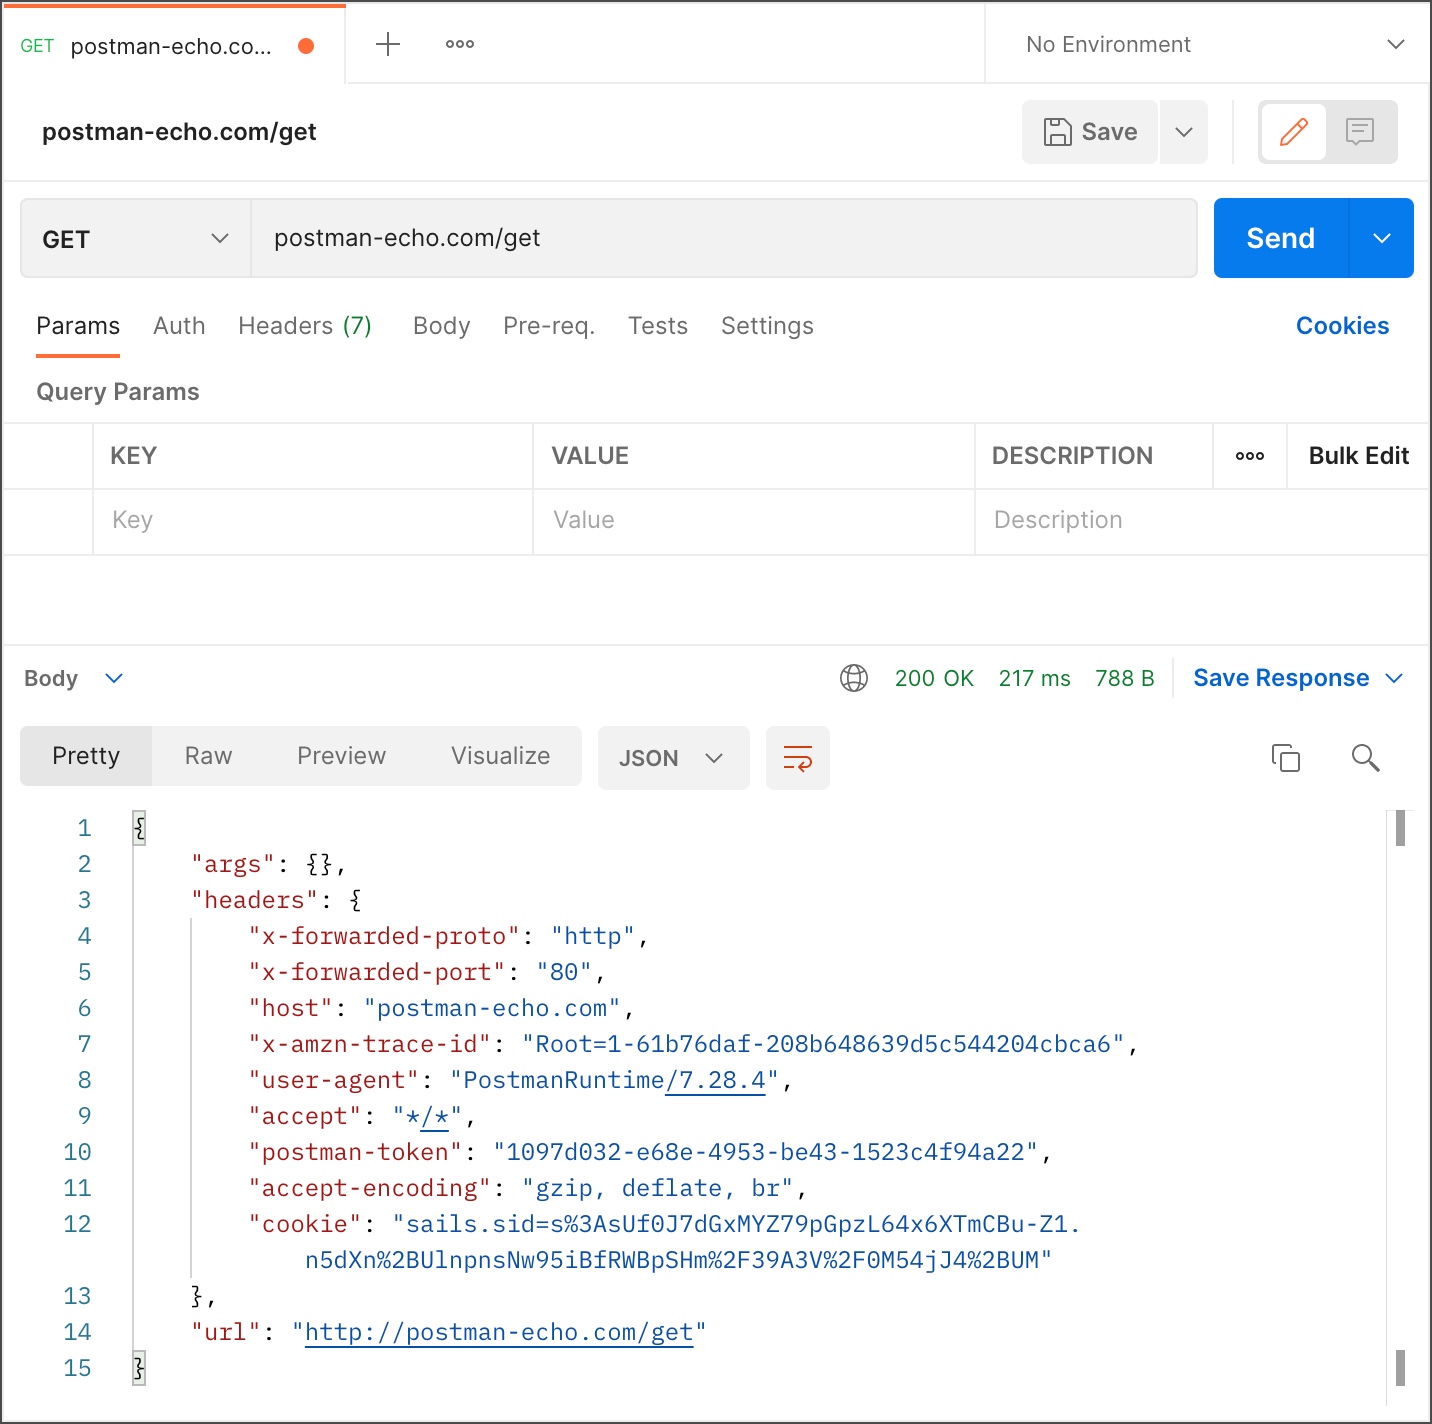 GET postman-echo.co... No Environment
postman-echo.com/get Save
GET postman-echo.com/get Send
Params Auth Headers (7) Body Pre-req. Tests Settings Cookies
Query Params
KEY VALUE DESCRIPTION ooo Bulk Edit
Key Value Description
Body 200 OK 217 ms 788 B Save Response
Pretty Raw Preview Visualize JSON
1 {
2 "args": {},
3 "headers": {
4 "x-forwarded-proto": "http",
5 "x-forwarded-port": "80",
6 "host": "postman-echo.com",
7 "x-amzn-trace-id": "Root=1-61b76daf-208b648639d5c544204cbca6",
8 "user-agent": "PostmanRuntime/7.28.4",
9 "accept": "*/*",
10 "postman-token": "1097d032-e68e-4953-be43-1523c4f94a22",
11 "accept-encoding": "gzip, deflate, br",
12 "cookie": "sails.sid=s%3AsUf0J7dGxMYZ79pGpzL64x6XTmCBu-Z1.
n5dXn%2BUlnpnsNw95iBfRWBpSHm%2F39A3V%2F0M54jJ4%2BUM"
13 },
14 "url": "http://postman-echo.com/get"
15 }